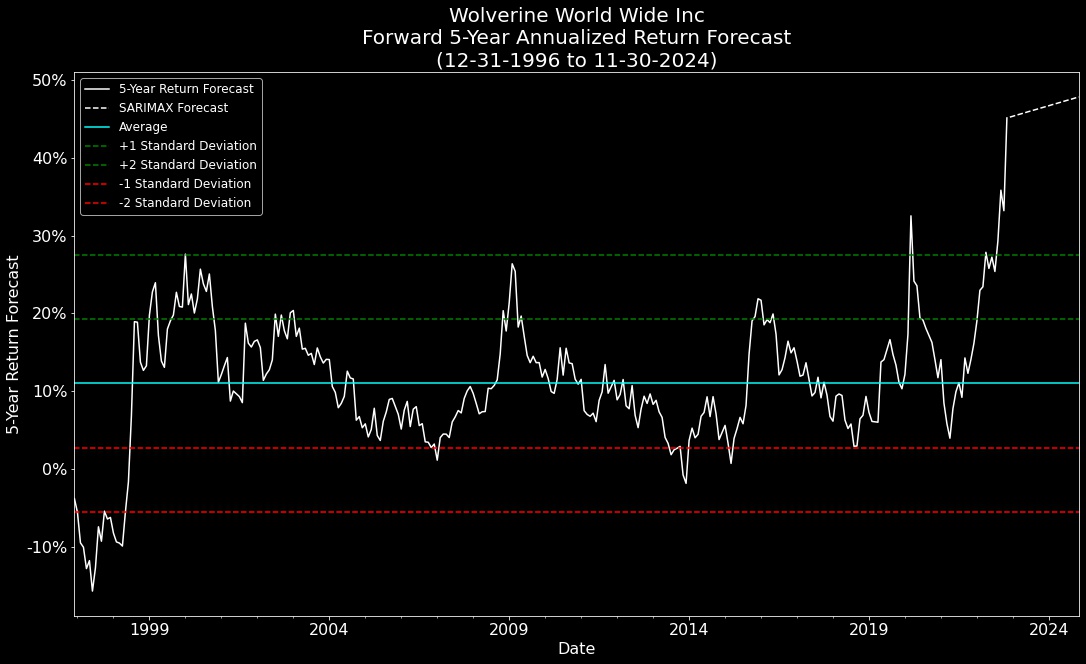 Wolverine World Wide Inc
Forward 5-Year Annualized Return Forecast
(12-31-1996 to 11-30-2024)
50%
40%
30%
20%
10%
0%
-10%
5-Year Return Forecast
5-Year Return Forecast
SARIMAX Forecast
Average
+1 Standard Deviation
+2 Standard Deviation
-1 Standard Deviation
-2 Standard Deviation
1999
2004
2009
2014
2019
2024
Date